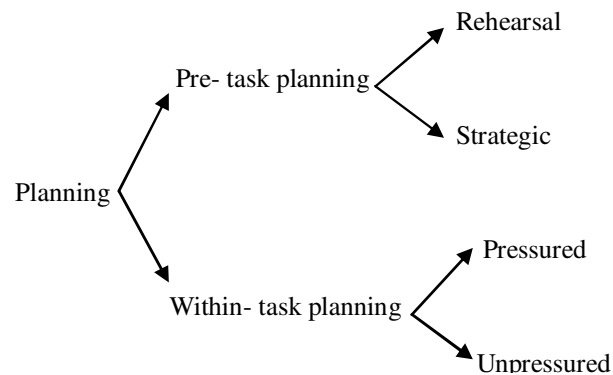 Rehearsal
Pre- task planning
Strategic
Planning
Pressured
Within- task planning
Unpressured